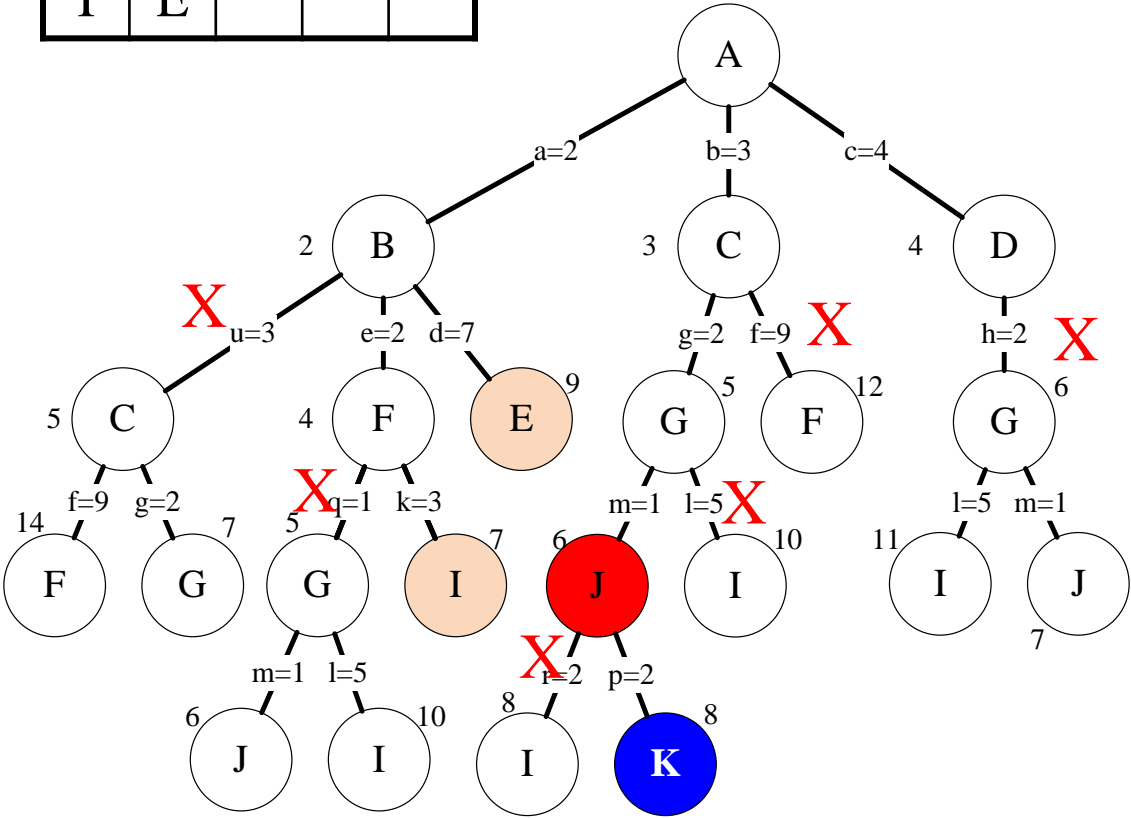 I E
A
a=2 b=3 c=4
2 B 3 C 4 D
X u=3 e=2 d=7 g=2 f=9 X h=2 X
5 C 4 F E 9 G 5 F 12 G 6
f=9 g=2 X q=1 k=3 m=1 l=5 X l=5 m=1
14 F G 7 5 G I 7 6 J I 10 11 I J 7
m=1 l=5 X r=2 p=2
6 J I 10 8 I K 8